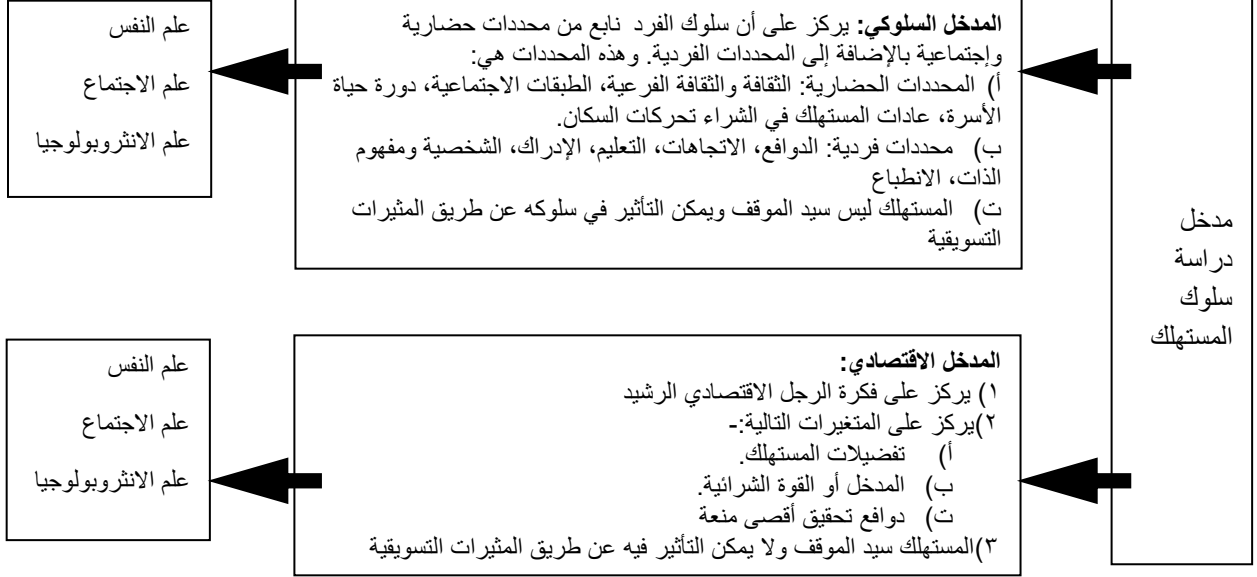 مدخل
دراسة
سلوك
المستهلك
المدخل السلوكي: يركز على أن سلوك الفرد نابع من محددات حضارية
وإجتماعية بالإضافة إلى المحددات الفردية. وهذه المحددات هي:
أ) المحددات الحضارية: الثقافة والثقافة الفرعية، الطبقات الاجتماعية، دورة حياة
الأسرة، عادات المستهلك في الشراء تحركات السكان.
ب) محددات فردية: الدوافع، الاتجاهات، التعليم، الإدراك، الشخصية ومفهوم
الذات، الانطباع
ت) المستهلك ليس سيد الموقف ويمكن التأثير في سلوكه عن طريق المثيرات
التسويقية
علم النفس
علم الاجتماع
علم الانثروبولوجيا
المدخل الاقتصادي:
١) يركز على فكرة الرجل الاقتصادي الرشيد
٢)يركز على المتغيرات التالية:-
أ) تفضيلات المستهلك.
ب) المدخل أو القوة الشرائية.
ت) دوافع تحقيق أقصى منعة
٣)المستهلك سيد الموقف ولا يمكن التأثير فيه عن طريق المثيرات التسويقية
علم النفس
علم الاجتماع
علم الانثروبولوجيا